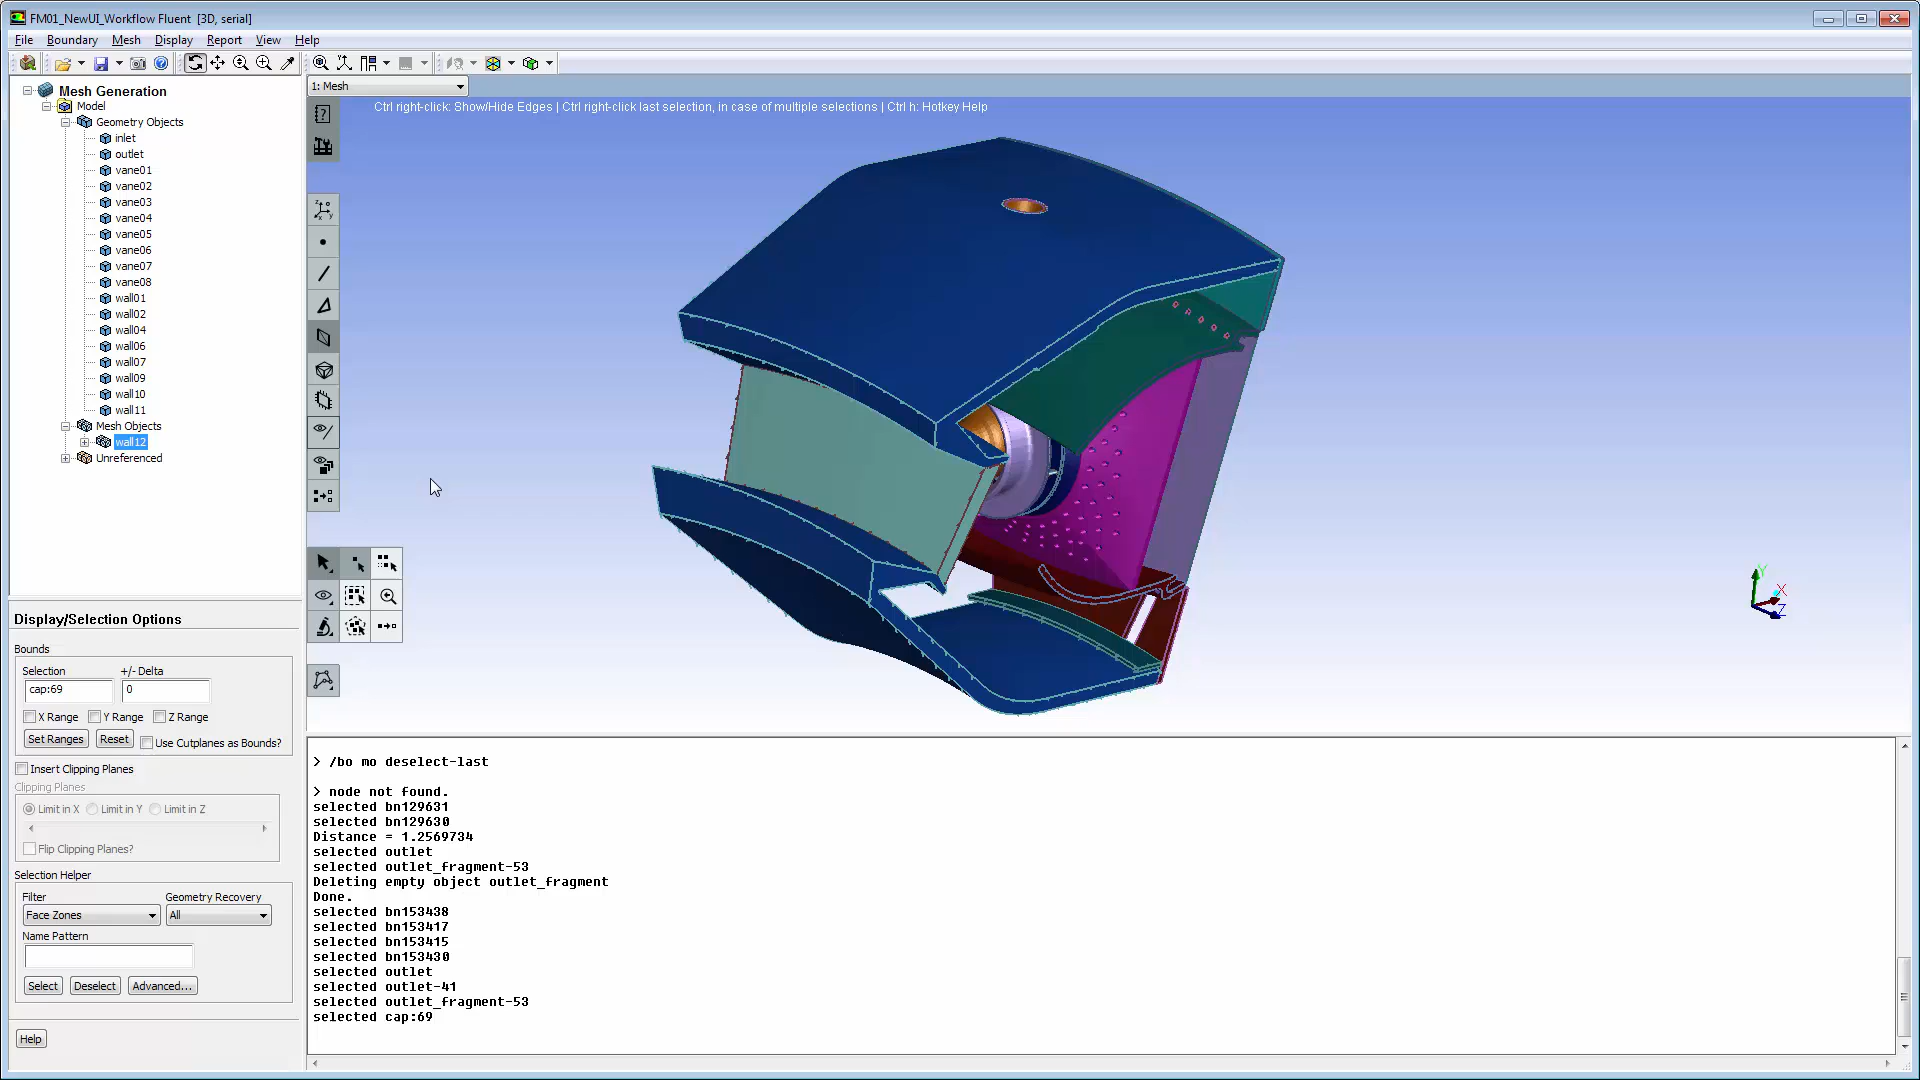 FM01_NewUI_Workflow Fluent [3D, serial]
File Boundary Mesh Display Report View Help
Mesh Generation
Model
Geometry Objects
inlet
outlet
vane01
vane02
vane03
vane04
vane05
vane06
vane07
vane08
wall01
wall02
wall04
wall06
wall07
wall09
wall10
wall11
Mesh Objects
wall12
Unreferenced
1: Mesh
Ctrl right-click: Show/Hide Edges | Ctrl right-click last selection, in case of multiple selections | Ctrl h: Hotkey Help
Y
X
Z
Display/Selection Options
Bounds
Selection +/- Delta
cap:69 0
X Range Y Range Z Range
Set Ranges Reset Use Cutplanes as Bounds?
Insert Clipping Planes
Clipping Planes
Limit in X Limit in Y Limit in Z
Flip Clipping Planes?
Selection Helper
Filter Geometry Recovery
Face Zones All
Name Pattern
Select Deselect Advanced...
Help
> /bo mo deselect-last
> node not found.
selected bn129631
selected bn129630
Distance = 1.2569734
selected outlet
selected outlet_fragment-53
Deleting empty object outlet_fragment
Done.
selected bn153438
selected bn153417
selected bn153415
selected bn153430
selected outlet
selected outlet-41
selected outlet_fragment-53
selected cap:69